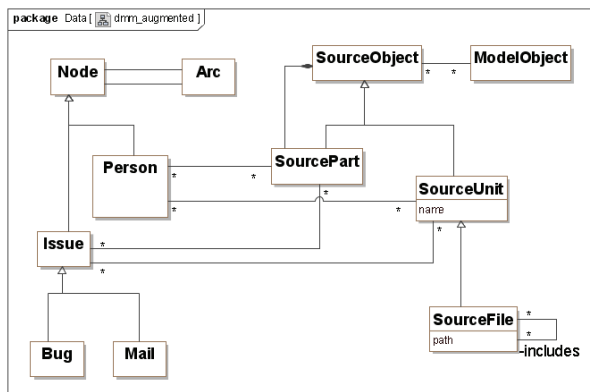 package Data [ dmm_augmented ]
SourceObject
ModelObject
Node
Arc
* *
Person
SourcePart
SourceUnit
name
* *
*
* *
Issue
*
*
*
SourceFile
path
*
*
-includes
Bug
Mail